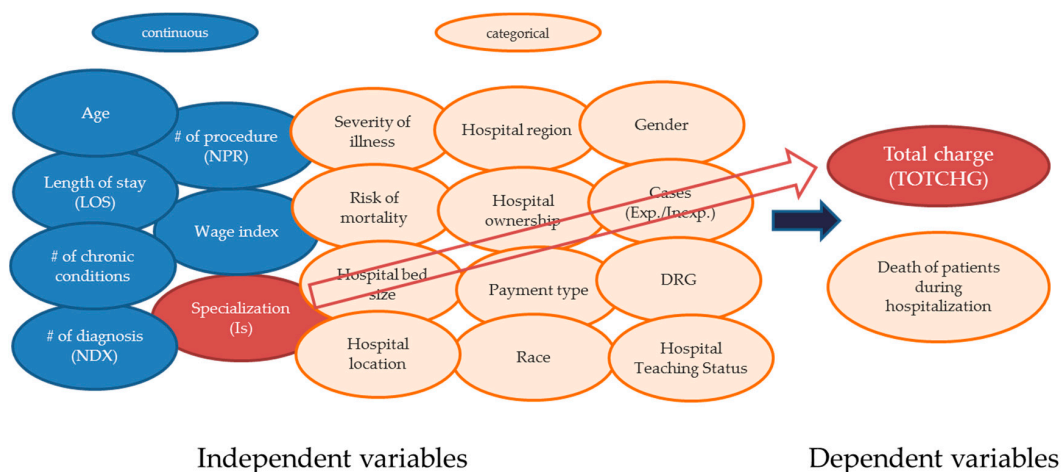 continuous
categorical
Age
# of procedure
(NPR)
Length of stay
(LOS)
Wage index
# of chronic
conditions
Specialization
(Is)
# of diagnosis
(NDX)
Severity of
illness
Hospital region
Gender
Risk of
mortality
Hospital
ownership
Cases
(Exp./Inexp.)
Hospital bed
size
Payment type
DRG
Hospital
location
Race
Hospital
Teaching Status
Total charge
(TOTCHG)
Death of patients
during
hospitalization
Independent variables
Dependent variables